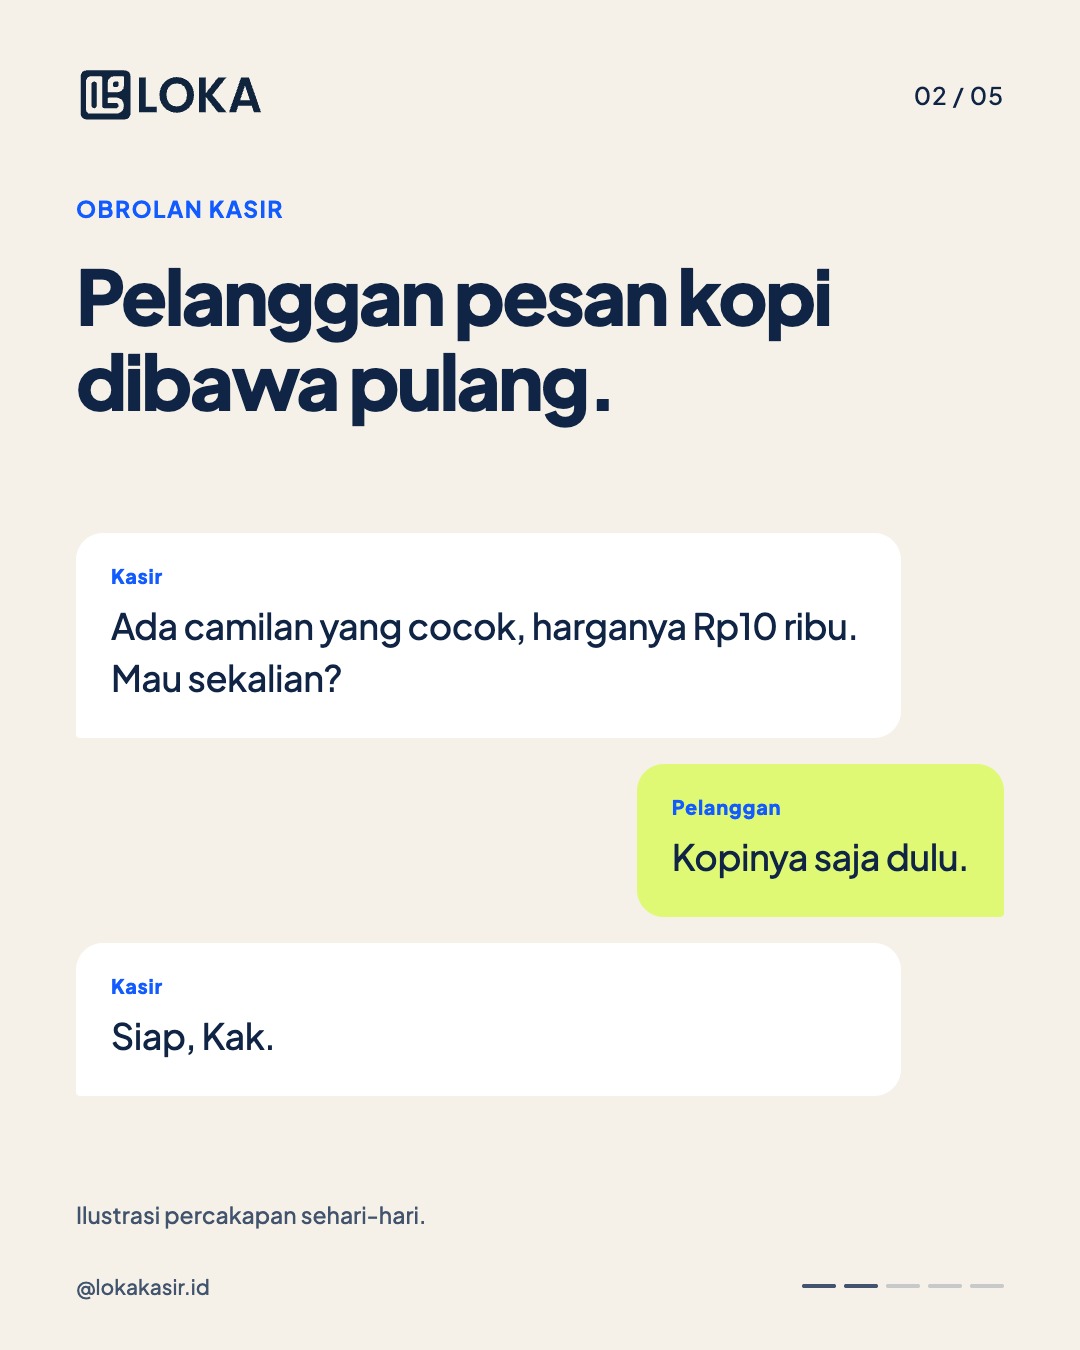 LOKA
02 / 05
OBROLAN KASIR
Pelanggan pesan kopi
dibawa pulang.
Kasir
Ada camilan yang cocok, harganya Rp10 ribu.
Mau sekalian?
Pelanggan
Kopinya saja dulu.
Kasir
Siap, Kak.
Ilustrasi percakapan sehari-hari.
@lokakasir.id